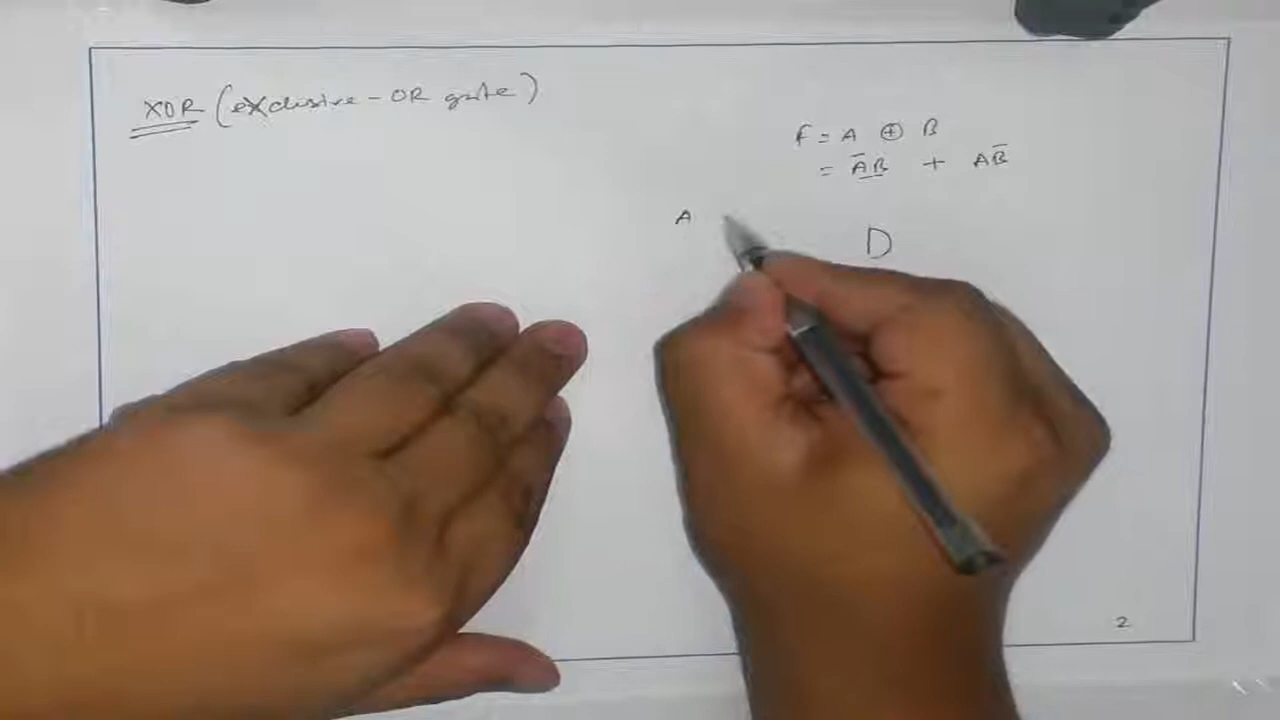 XOR (eXclusive-OR gate)
F = A ⊕ B
= A̅B + AB̅
A
2